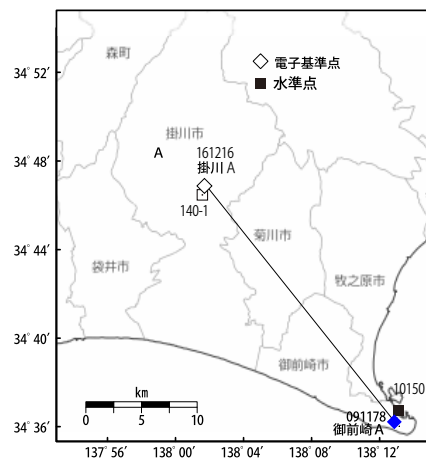 森町
34° 52'
電子基準点
水準点
掛川市
A
161216
掛川 A
34° 48'
140-1
菊川市
34° 44'
袋井市
牧之原市
34° 40'
御前崎市
km
0 5 10
10150
091178
御前崎 A
34° 36'
137° 56' 138° 00' 138° 04' 138° 08' 138° 12'